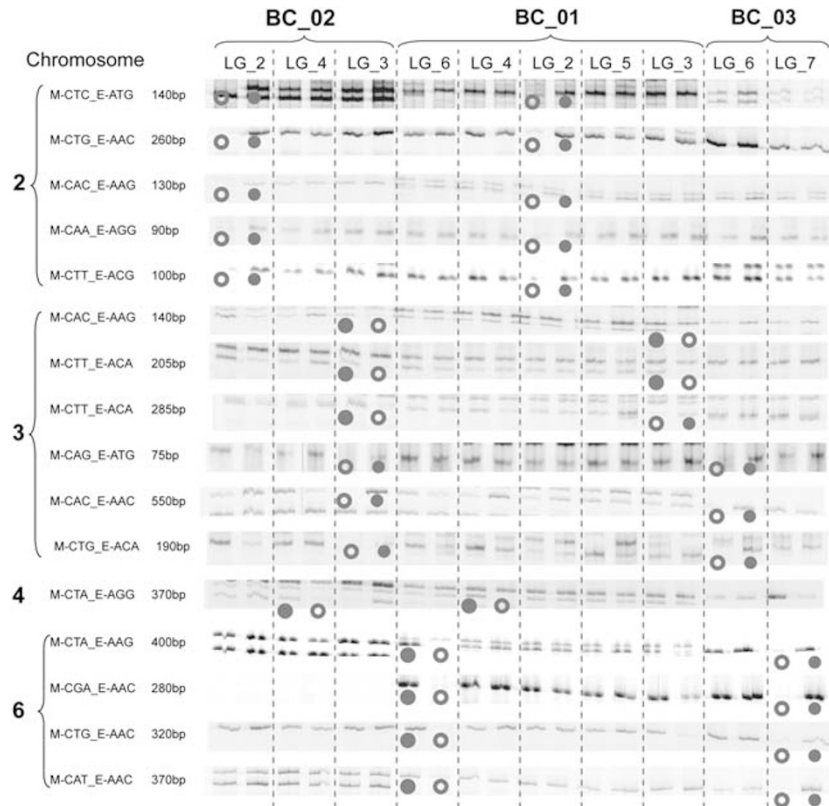 BC_02 BC_01 BC_03
Chromosome LG_2 LG_4 LG_3 LG_6 LG_4 LG_2 LG_5 LG_3 LG_6 LG_7
M-CTC_E-ATG 140bp
M-CTG_E-AAC 260bp
2 M-CAC_E-AAG 130bp
M-CAA_E-AGG 90bp
M-CTT_E-ACG 100bp
M-CAC_E-AAG 140bp
M-CTT_E-ACA 205bp
M-CTT_E-ACA 285bp
3
M-CAG_E-ATG 75bp
M-CAC_E-AAC 550bp
M-CTG_E-ACA 190bp
4 M-CTA_E-AGG 370bp
M-CTA_E-AAG 400bp
M-CGA_E-AAC 280bp
6
M-CTG_E-AAC 320bp
M-CAT_E-AAC 370bp